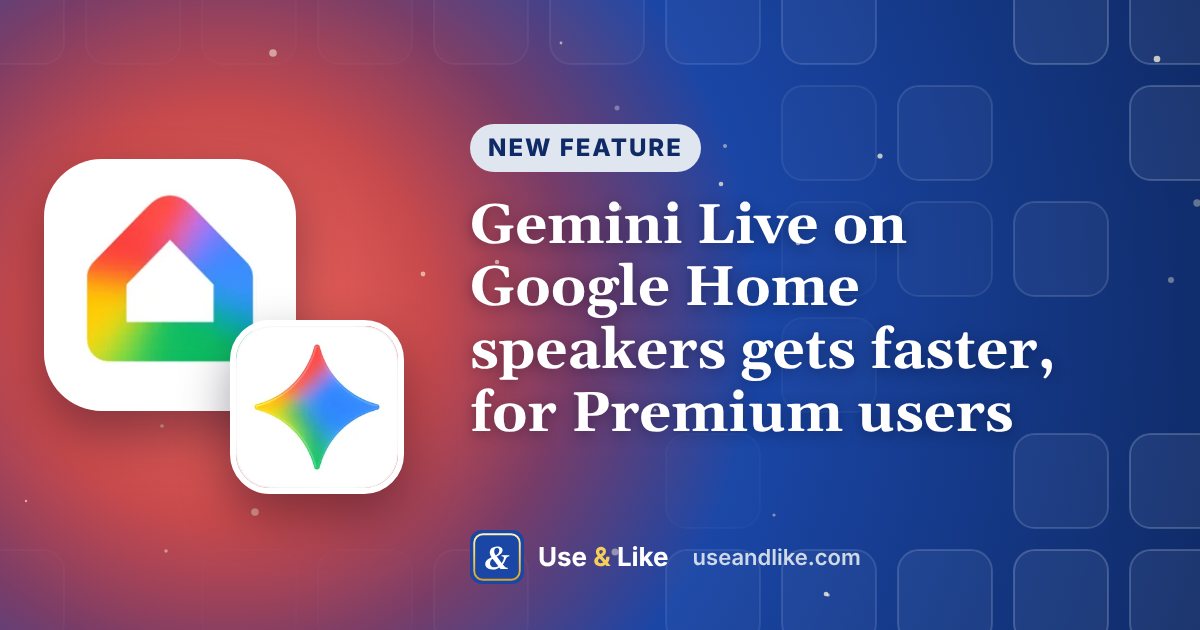 NEW FEATURE
Gemini Live on
Google Home
speakers gets faster,
for Premium users
& Use & Like useandlike.com